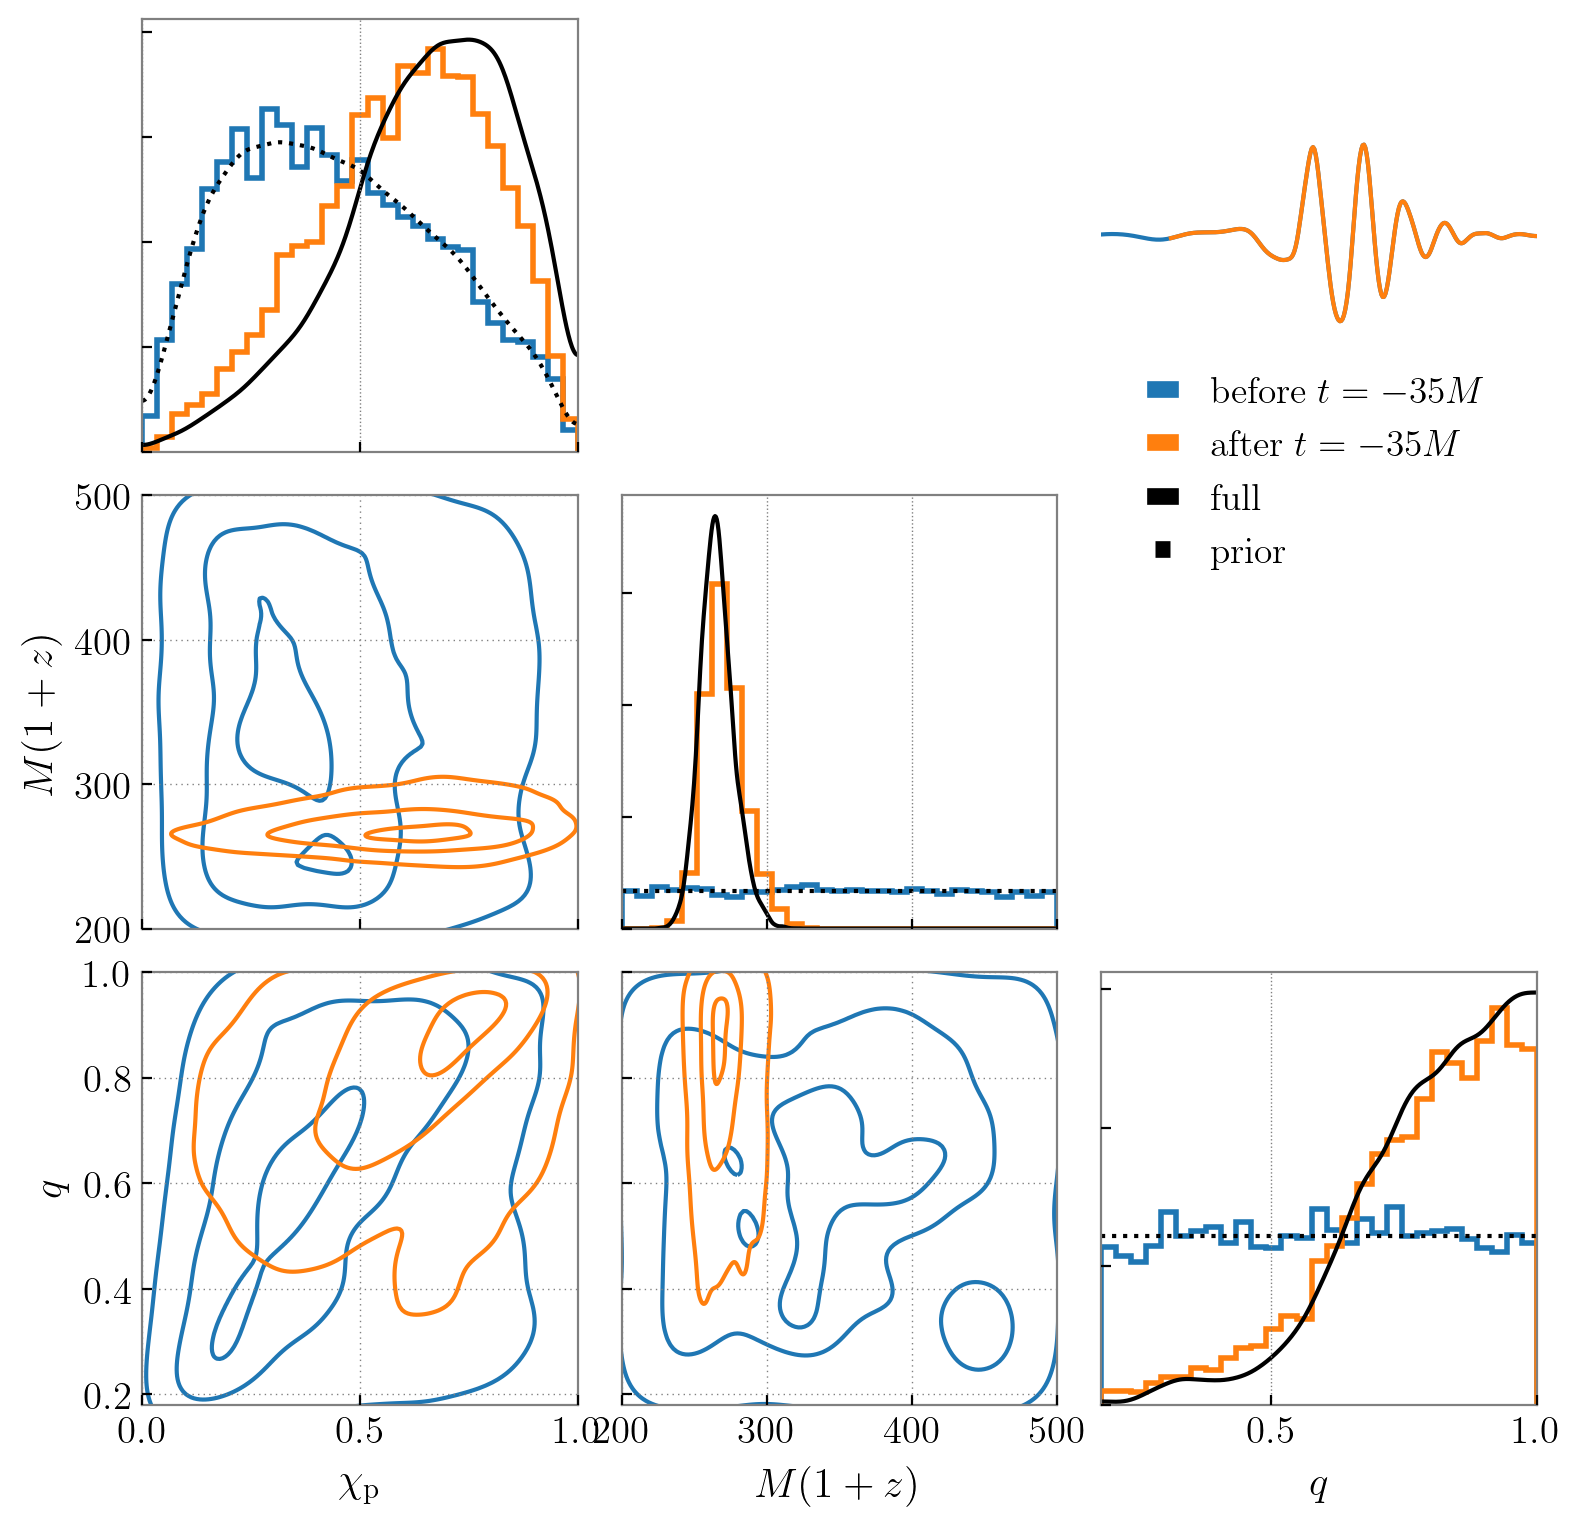 before t = −35M
after t = −35M
full
prior
500
400
300
200
M(1 + z)
1.0
0.8
0.6
0.4
0.2
q
0.0 0.5 1.0
200 300 400 500
0.5 1.0
χp
M(1 + z)
q